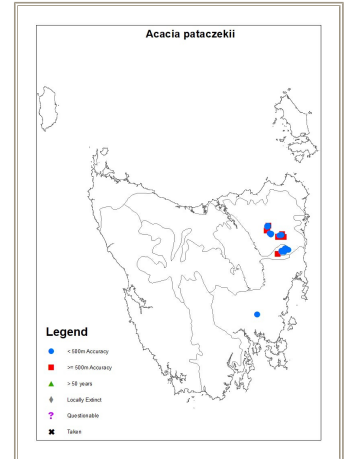 Acacia pataczekii
Legend
< 500m Accuracy
>= 500m Accuracy
> 50 years
Locally Extinct
Questionable
Taken